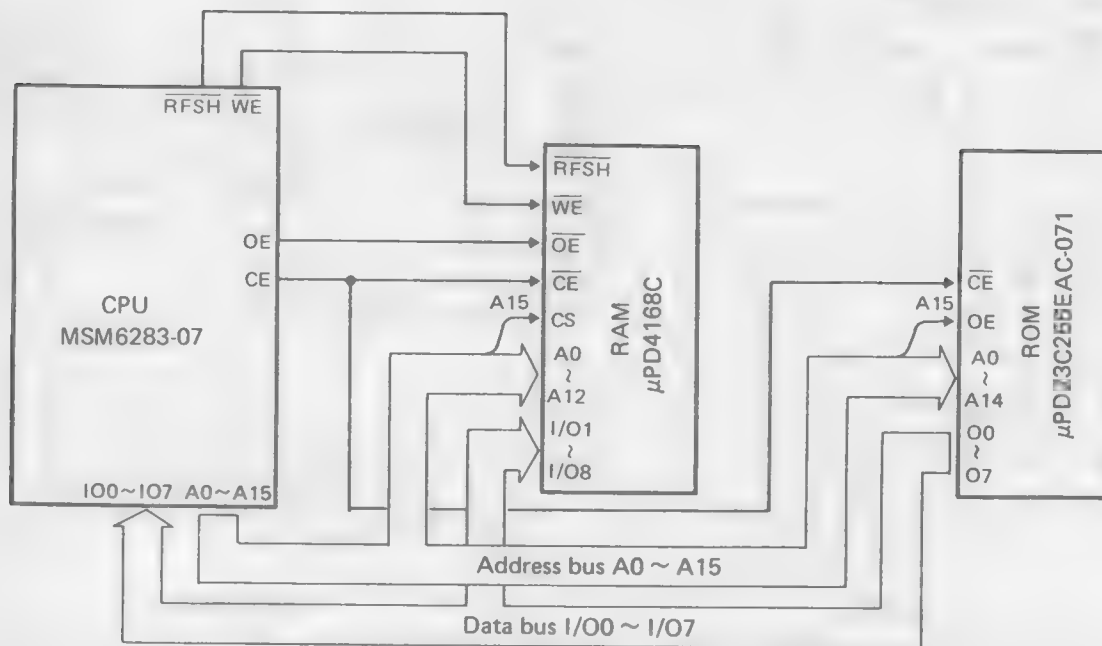 RFSH WE
CPU
MSM6283-07
OE
CE
IO0~IO7 A0~A15
RFSH
WE
OE
CE
A15
CS
A0
~
A12
I/O1
~
I/O8
RAM
μPD4168C
CE
A15
OE
A0
~
A14
O0
~
O7
ROM
Address bus A0 ~ A15
Data bus I/O0 ~ I/O7